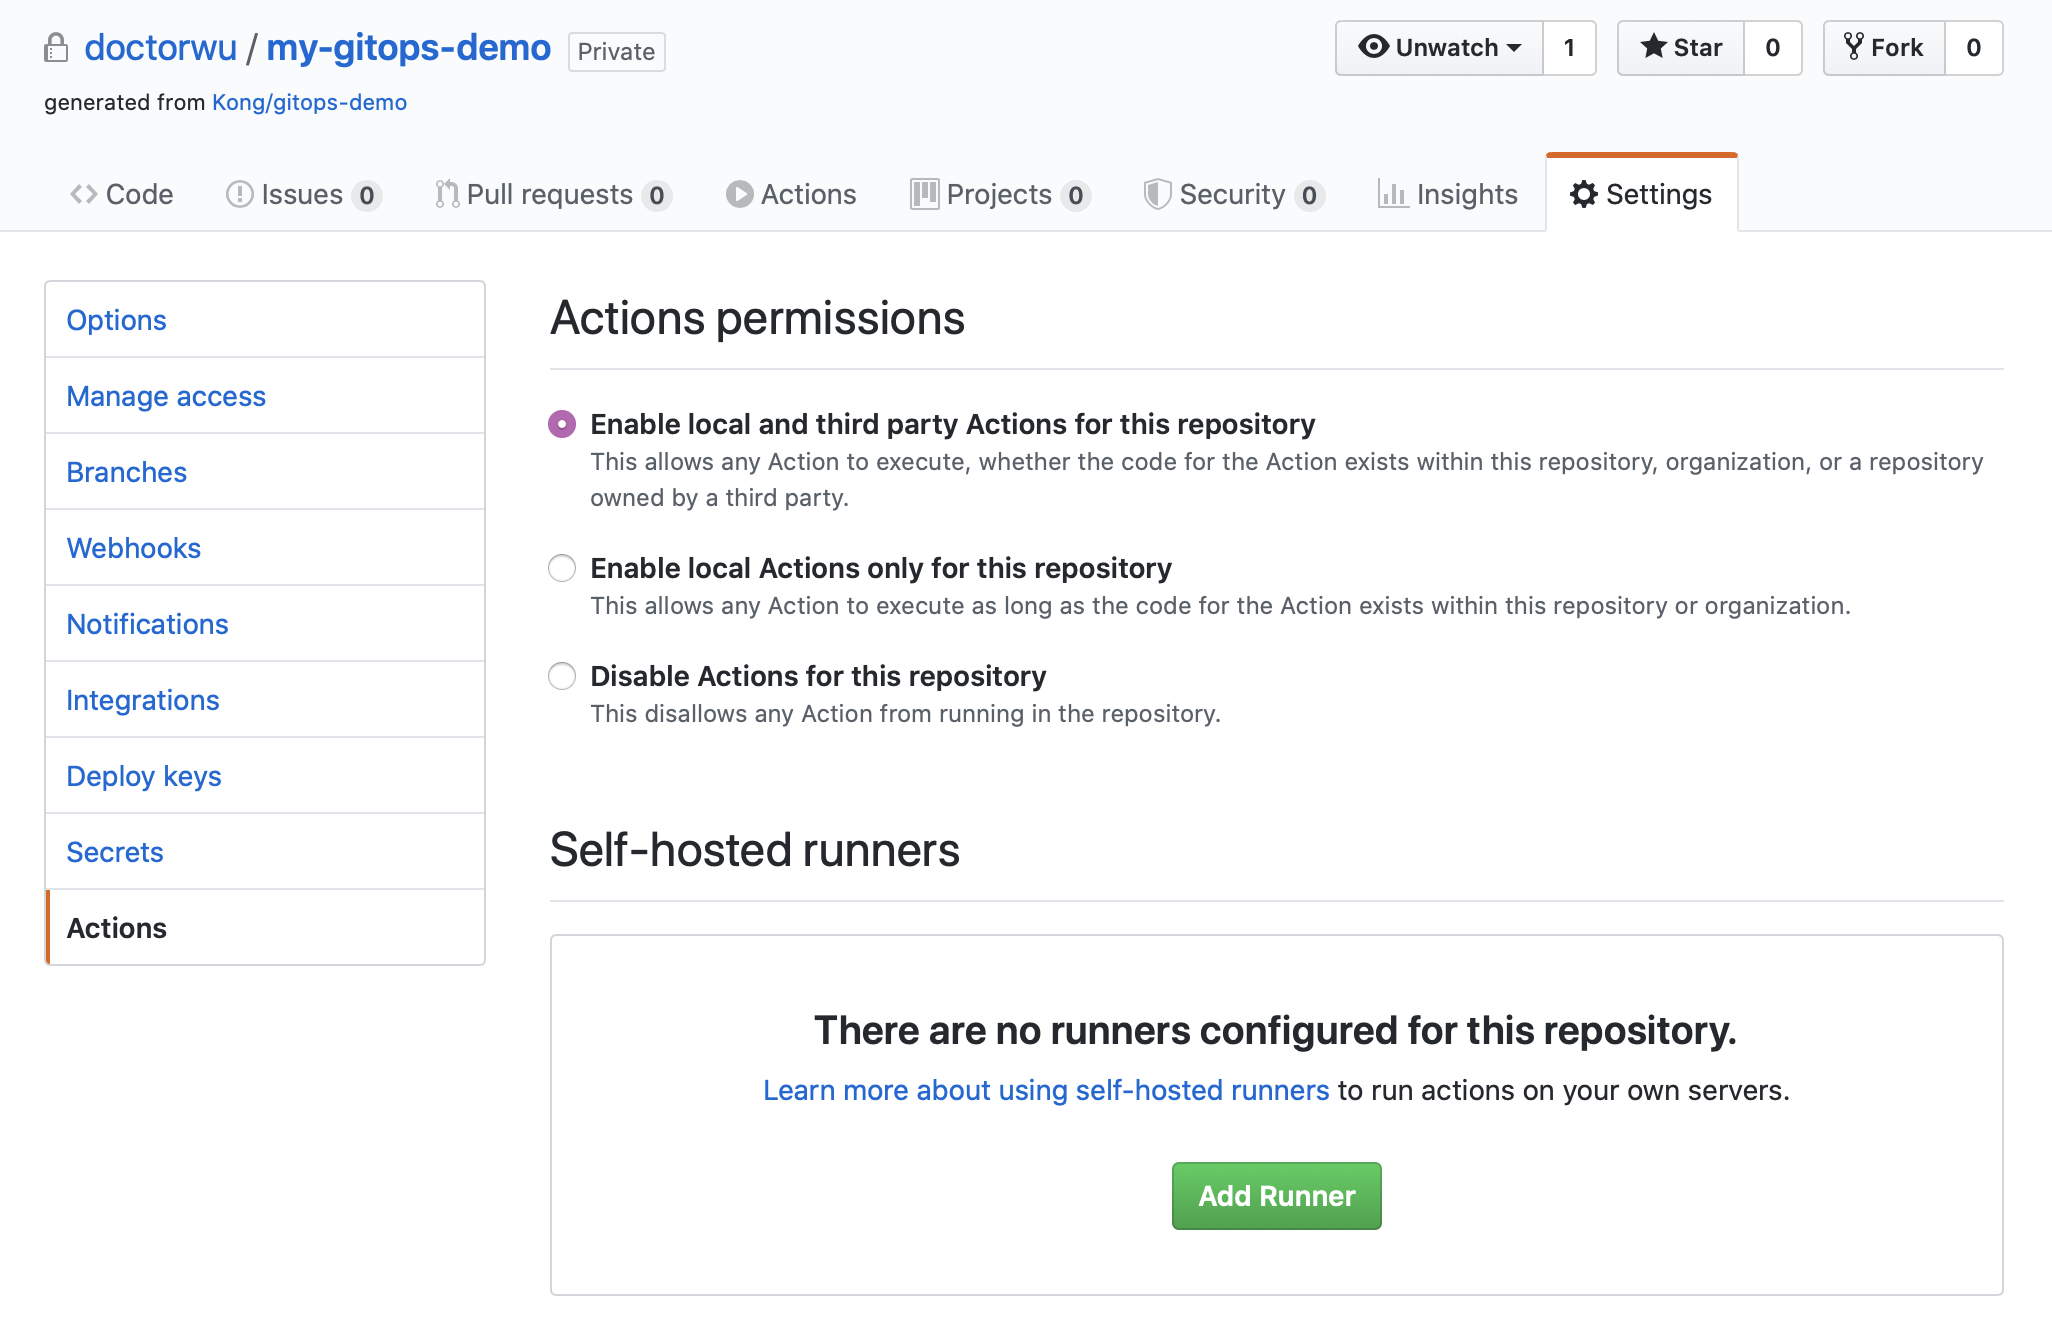 doctorwu / my-gitops-demo Private Unwatch 1 Star 0 Fork 0
generated from Kong/gitops-demo
Code Issues 0 Pull requests 0 Actions Projects 0 Security 0 Insights Settings
Options
Manage access
Branches
Webhooks
Notifications
Integrations
Deploy keys
Secrets
Actions
Actions permissions
Enable local and third party Actions for this repository
This allows any Action to execute, whether the code for the Action exists within this repository, organization, or a repository
owned by a third party.
Enable local Actions only for this repository
This allows any Action to execute as long as the code for the Action exists within this repository or organization.
Disable Actions for this repository
This disallows any Action from running in the repository.
Self-hosted runners
There are no runners configured for this repository.
Learn more about using self-hosted runners to run actions on your own servers.
Add Runner